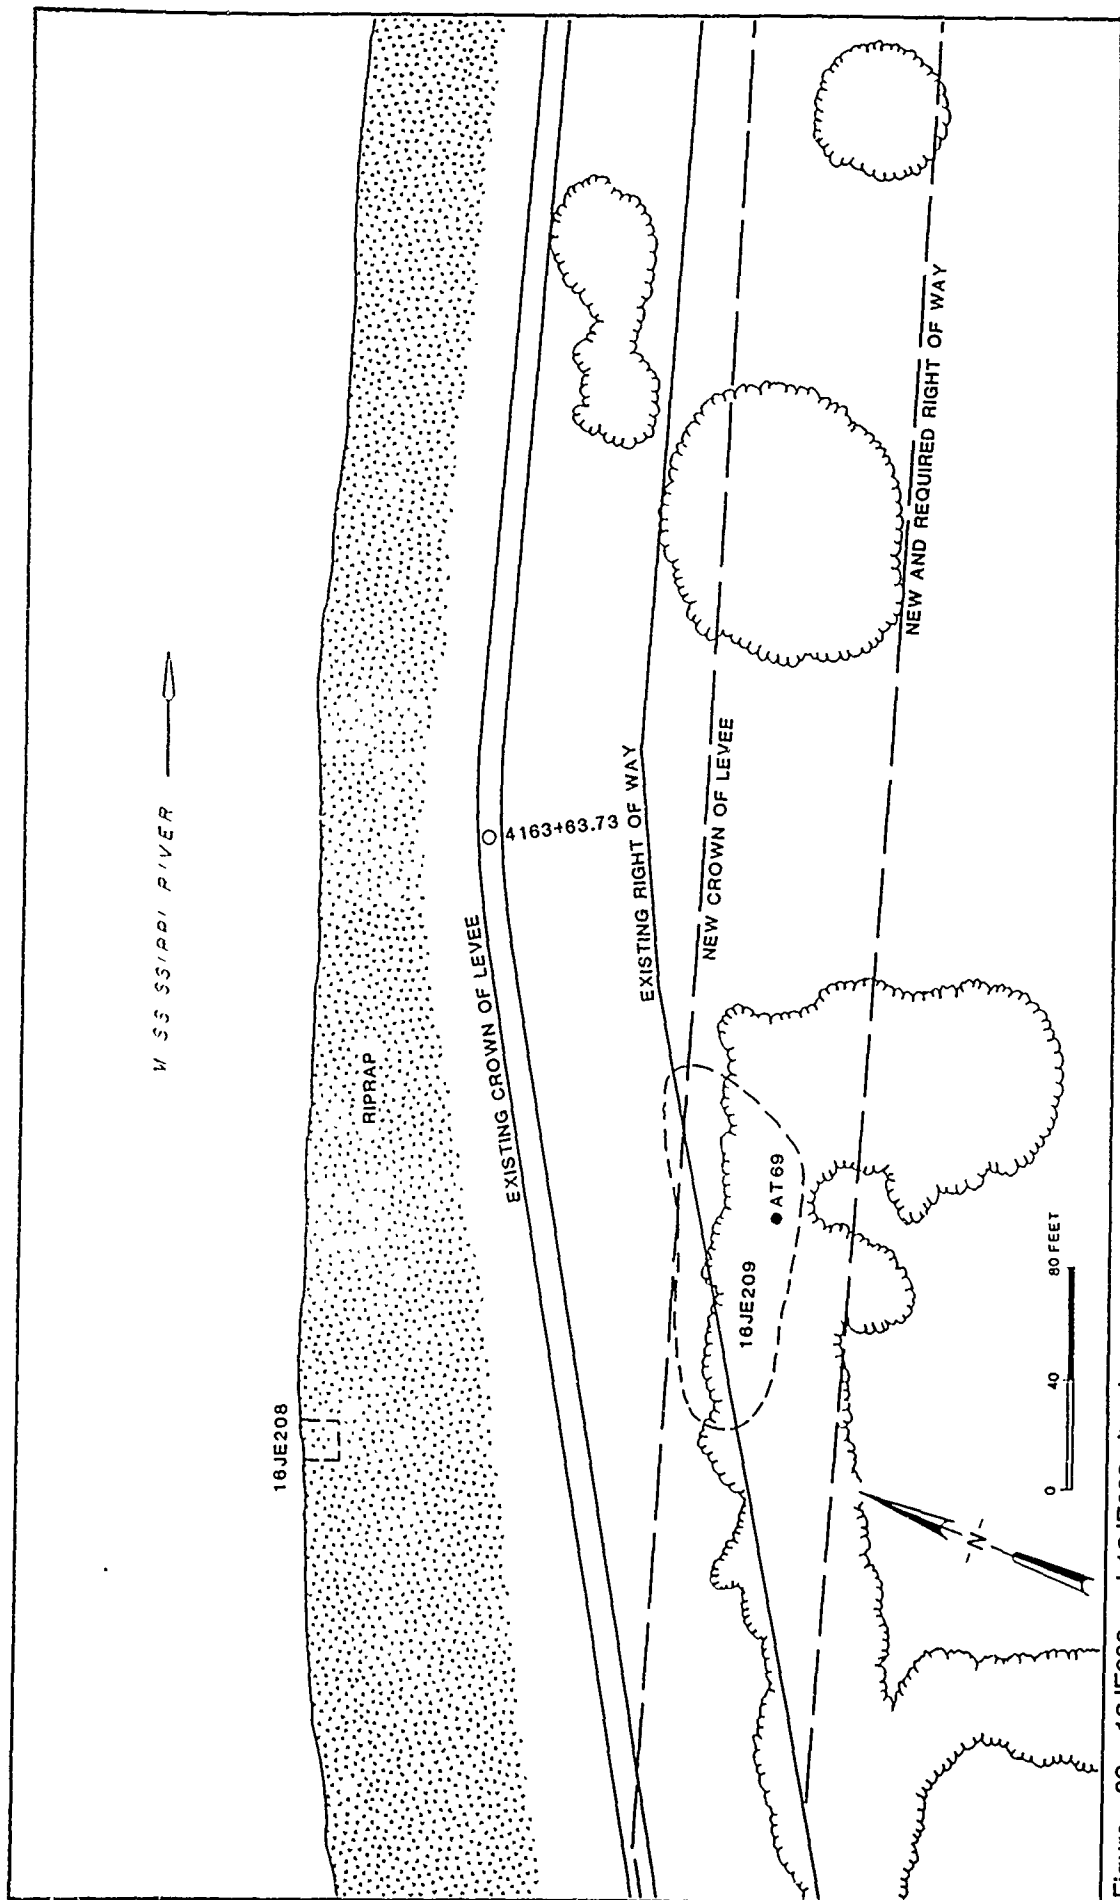 16JE208
RIPRAP
EXISTING CROWN OF LEVEE
4163+63.73
EXISTING RIGHT OF WAY
NEW CROWN OF LEVEE
NEW AND REQUIRED RIGHT OF WAY
16JE209
AT69
0 40 80 FEET
-N-